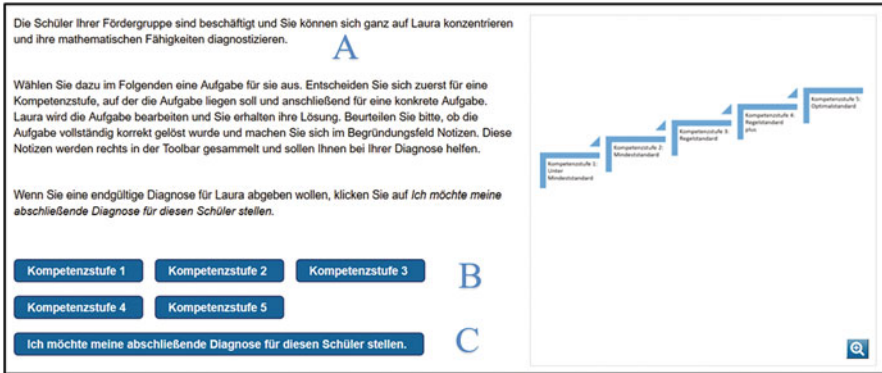 Die Schüler Ihrer Fördergruppe sind beschäftigt und Sie können sich ganz auf Laura konzentrieren
und ihre mathematischen Fähigkeiten diagnostizieren.
A
Wählen Sie dazu im Folgenden eine Aufgabe für sie aus. Entscheiden Sie sich zuerst für eine
Kompetenzstufe, auf der die Aufgabe liegen soll und anschließend für eine konkrete Aufgabe.
Laura wird die Aufgabe bearbeiten und Sie erhalten ihre Lösung. Beurteilen Sie bitte, ob die
Aufgabe vollständig korrekt gelöst wurde und machen Sie sich im Begründungsfeld Notizen. Diese
Notizen werden rechts in der Toolbar gesammelt und sollen Ihnen bei Ihrer Diagnose helfen.
Wenn Sie eine endgültige Diagnose für Laura abgeben wollen, klicken Sie auf Ich möchte meine
abschließende Diagnose für diesen Schüler stellen.
Kompetenzstufe 1 Kompetenzstufe 2 Kompetenzstufe 3
B
Kompetenzstufe 4 Kompetenzstufe 5
Ich möchte meine abschließende Diagnose für diesen Schüler stellen.
C
Kompetenzstufe 1:
Unter
Mindeststandard
Kompetenzstufe 2:
Mindeststandard
Kompetenzstufe 3:
Regelstandard
Kompetenzstufe 4:
Regelstandard
plus
Kompetenzstufe 5:
Optimalstandard